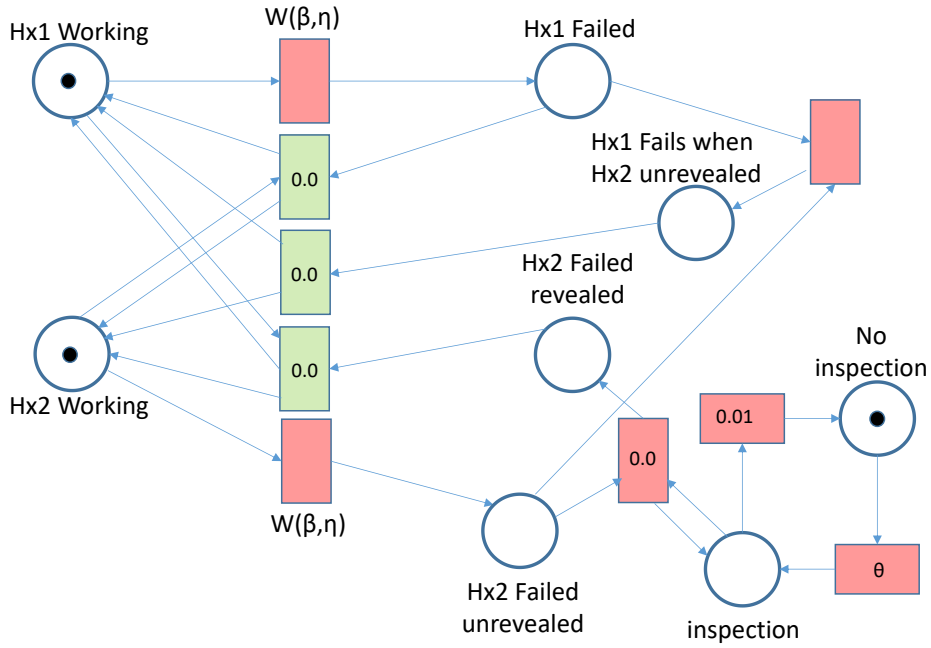 W(β,η)
Hx1 Working
Hx1 Failed
Hx1 Fails when
Hx2 unrevealed
0.0
0.0
Hx2 Failed
revealed
0.0
No
inspection
Hx2 Working
0.01
0.0
W(β,η)
θ
Hx2 Failed
unrevealed
inspection